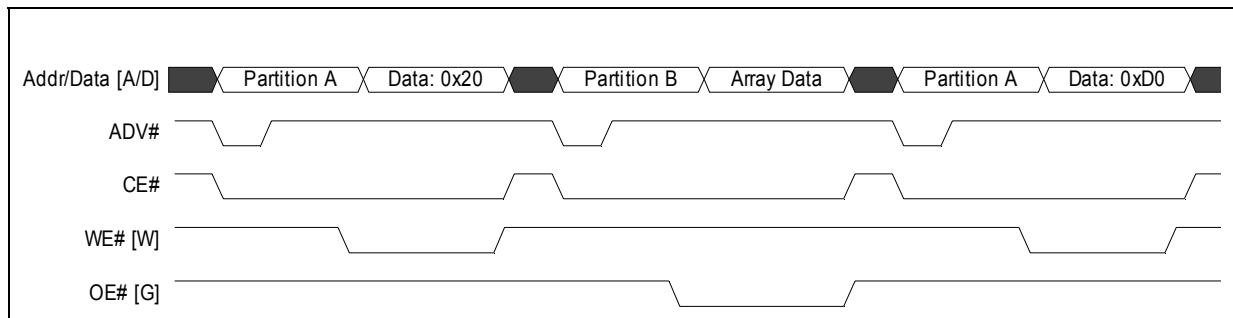 Addr/Data [A/D] Partition A Data: 0x20 Partition B Array Data Partition A Data: 0xD0
ADV#
CE#
WE# [W]
OE# [G]